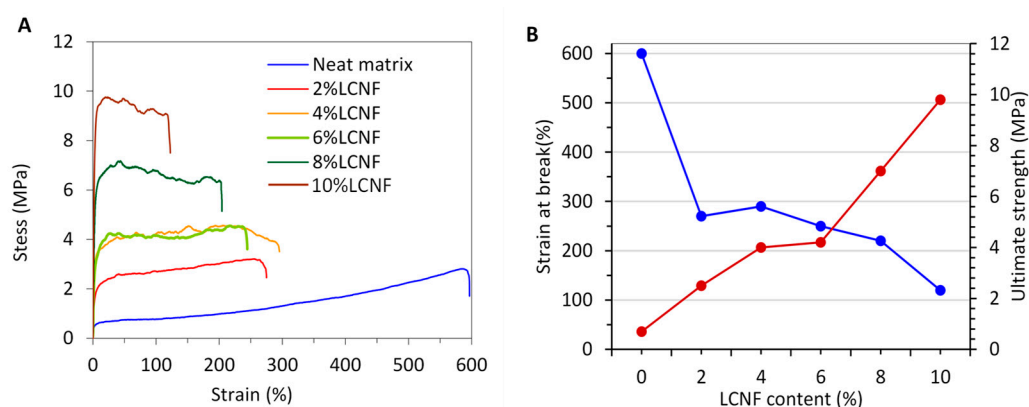 A
12
10
8
6
4
2
0
Stess (MPa)
0 100 200 300 400 500 600
Strain (%)
Neat matrix
2%LCNF
4%LCNF
6%LCNF
8%LCNF
10%LCNF
B
600
500
400
300
200
100
0
Strain at break(%)
12
10
8
6
4
2
0
Ultimate strength (MPa)
0 2 4 6 8 10
LCNF content (%)